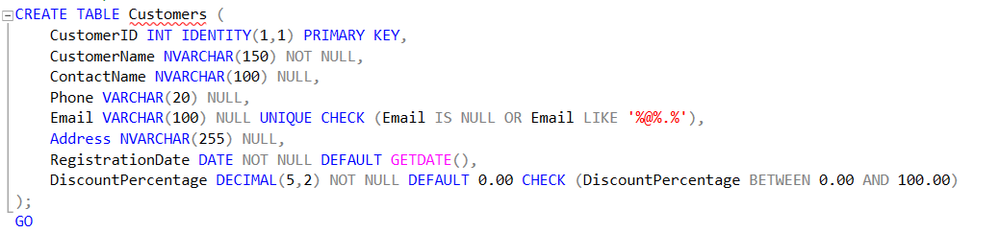 CREATE TABLE Customers (
    CustomerID INT IDENTITY(1,1) PRIMARY KEY,
    CustomerName NVARCHAR(150) NOT NULL,
    ContactName NVARCHAR(100) NULL,
    Phone VARCHAR(20) NULL,
    Email VARCHAR(100) NULL UNIQUE CHECK (Email IS NULL OR Email LIKE '%@%.%'),
    Address NVARCHAR(255) NULL,
    RegistrationDate DATE NOT NULL DEFAULT GETDATE(),
    DiscountPercentage DECIMAL(5,2) NOT NULL DEFAULT 0.00 CHECK (DiscountPercentage BETWEEN 0.00 AND 100.00)
);
GO